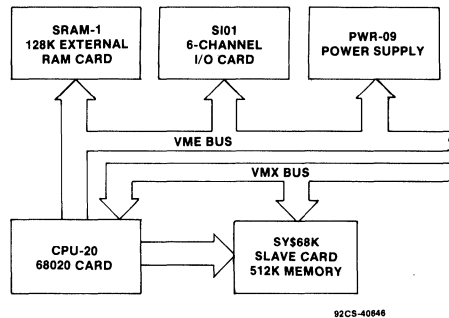 SRAM-1
128K EXTERNAL
RAM CARD
SI01
6-CHANNEL
I/O CARD
PWR-09
POWER SUPPLY
VME BUS
VMX BUS
CPU-20
68020 CARD
SY$68K
SLAVE CARD
512K MEMORY
92CS-40646